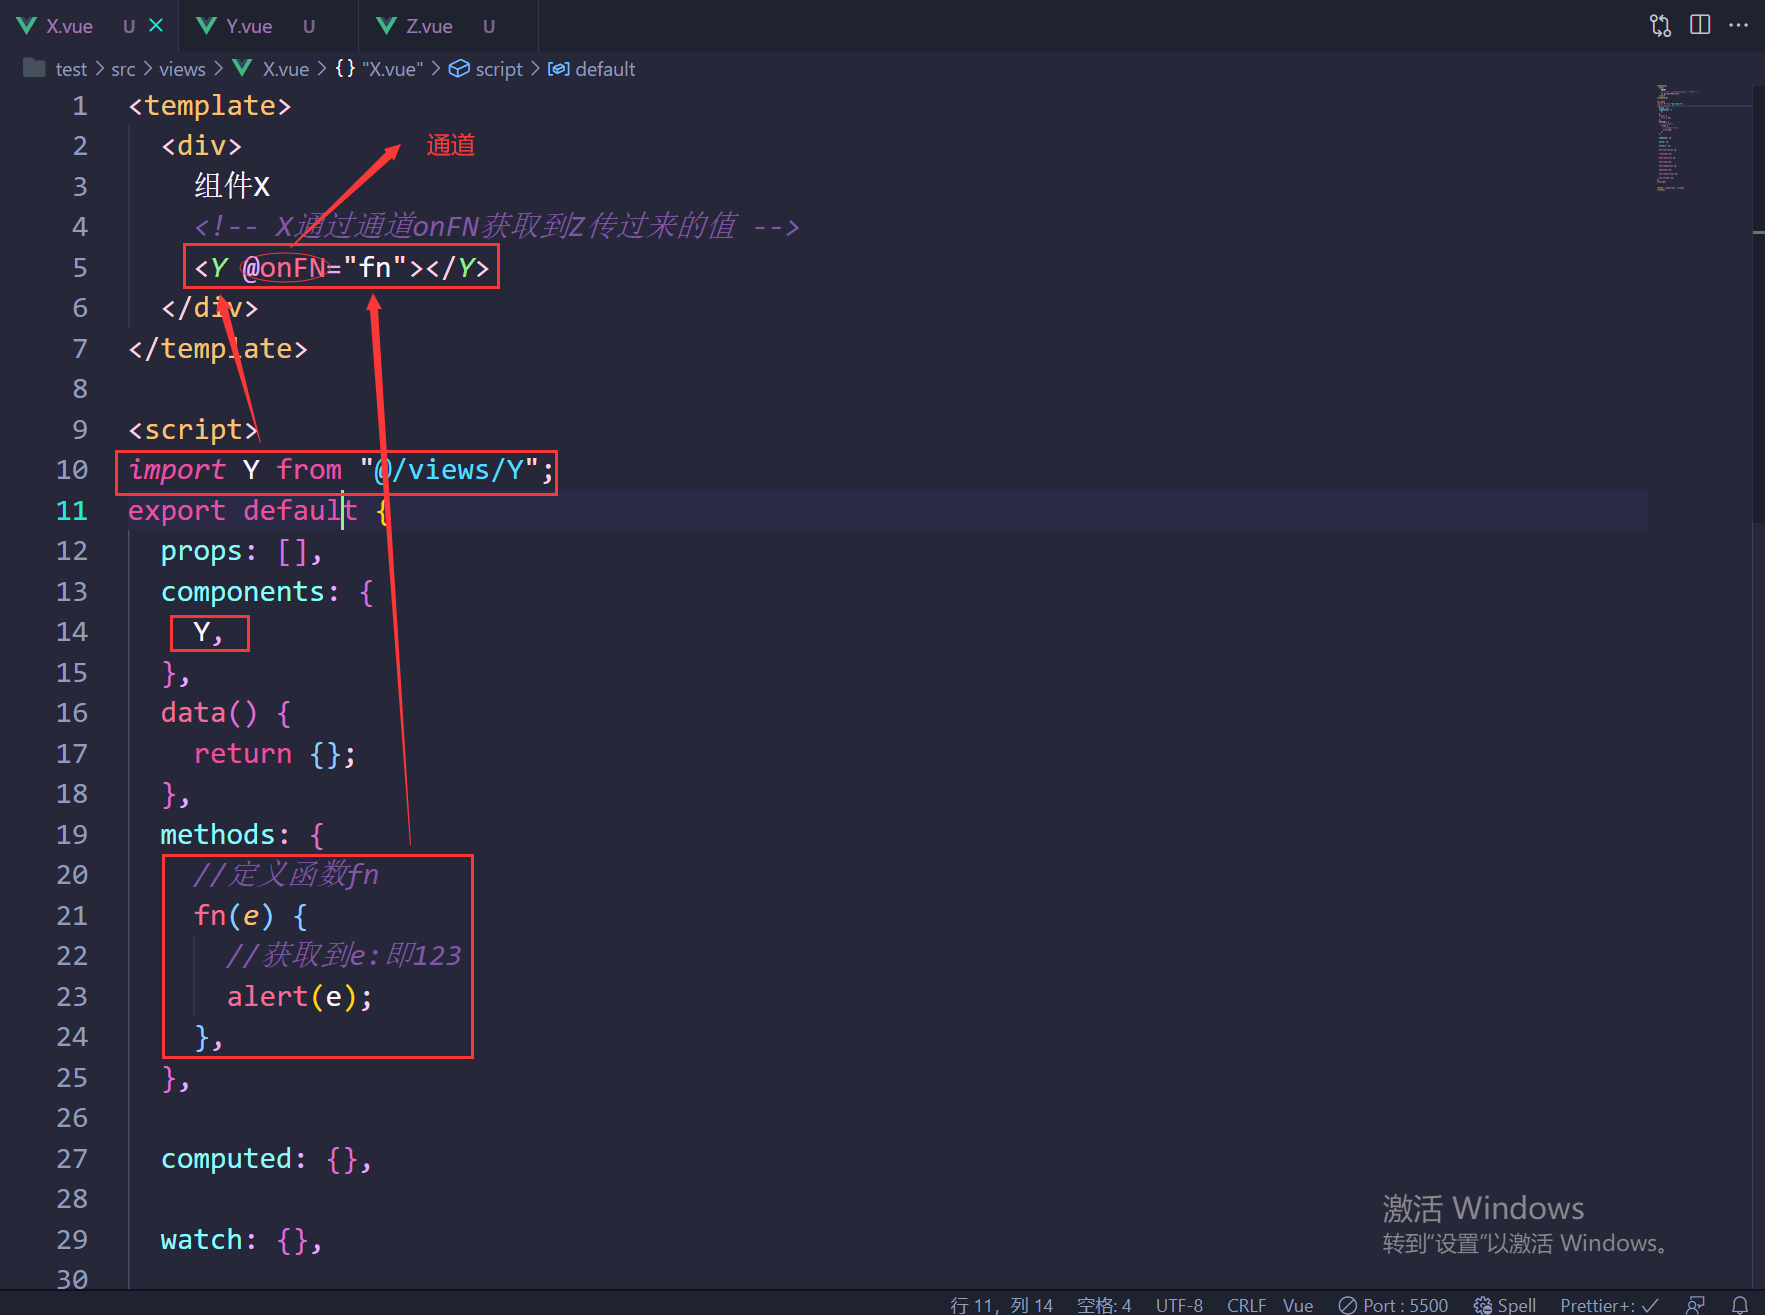 X.vue U Y.vue U Z.vue U
test > src > views > X.vue > {} "X.vue" > script > default
1 <template>
2 <div> 通道
3 组件X
4 <!-- X通过通道onFN获取到Z传过来的值 -->
5 <Y @onFN="fn"></Y>
6 </div>
7 </template>
8
9 <script>
10 import Y from "@/views/Y";
11 export default {
12 props: [],
13 components: {
14 Y,
15 },
16 data() {
17 return {};
18 },
19 methods: {
20 //定义函数fn
21 fn(e) {
22 //获取到e:即123
23 alert(e);
24 },
25 },
26
27 computed: {},
28
29 watch: {},
30
激活 Windows
转到“设置”以激活 Windows。
行 11，列 14 空格: 4 UTF-8 CRLF Vue Port : 5500 Spell Prettier+: ✓